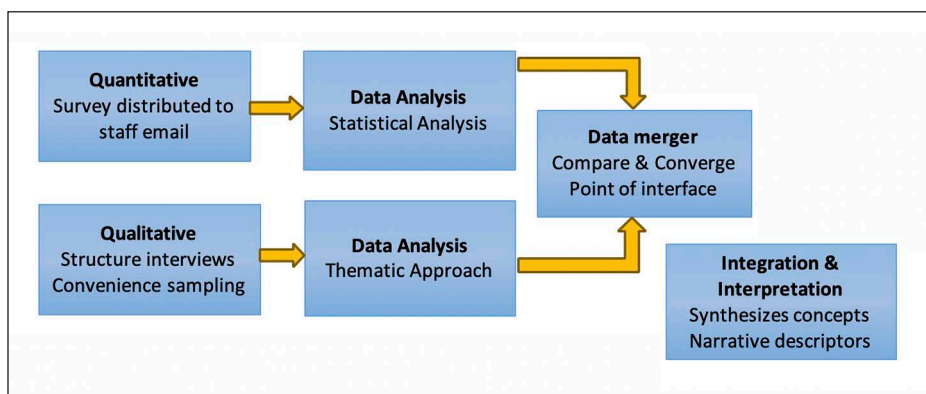 Quantitative
Survey distributed to
staff email
Data Analysis
Statistical Analysis
Data merger
Compare & Converge
Point of interface
Qualitative
Structure interviews
Convenience sampling
Data Analysis
Thematic Approach
Integration &
Interpretation
Synthesizes concepts
Narrative descriptors